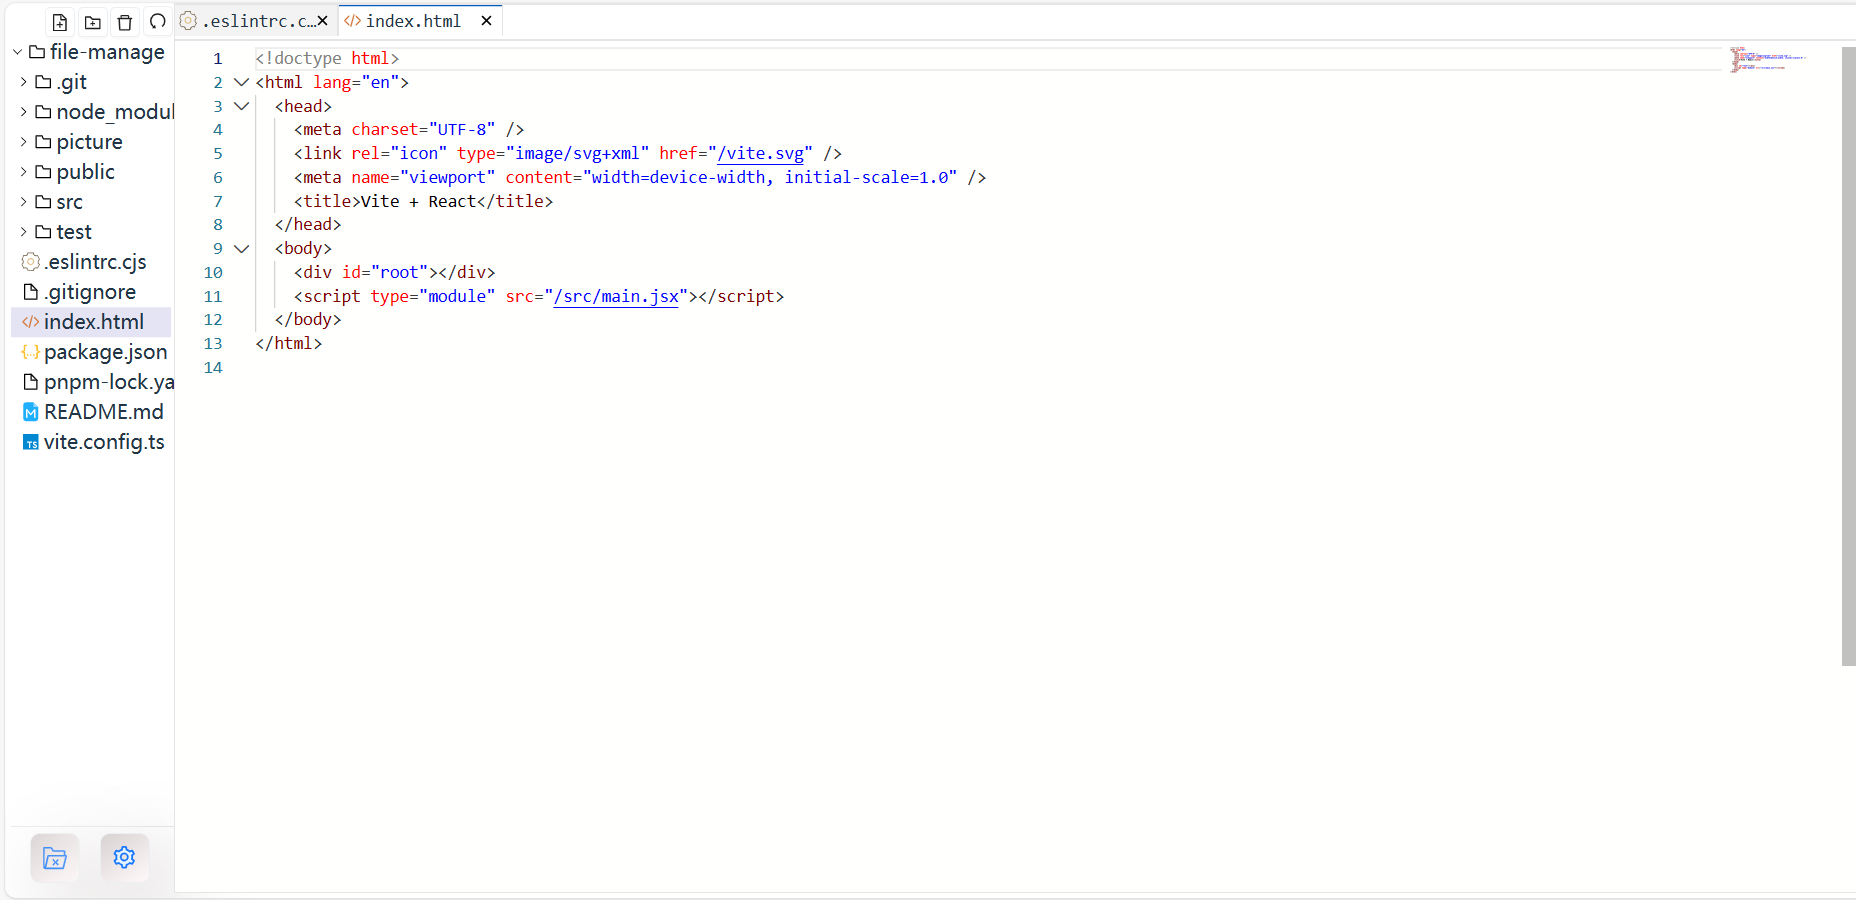 .eslintrc.c...
index.html
file-manage
.git
node_modul
picture
public
src
test
.eslintrc.cjs
.gitignore
index.html
{..} package.json
pnpm-lock.ya
M README.md
TS vite.config.ts
1 <!doctype html>
2 <html lang="en">
3 <head>
4 <meta charset="UTF-8" />
5 <link rel="icon" type="image/svg+xml" href="/vite.svg" />
6 <meta name="viewport" content="width=device-width, initial-scale=1.0" />
7 <title>Vite + React</title>
8 </head>
9 <body>
10 <div id="root"></div>
11 <script type="module" src="/src/main.jsx"></script>
12 </body>
13 </html>
14